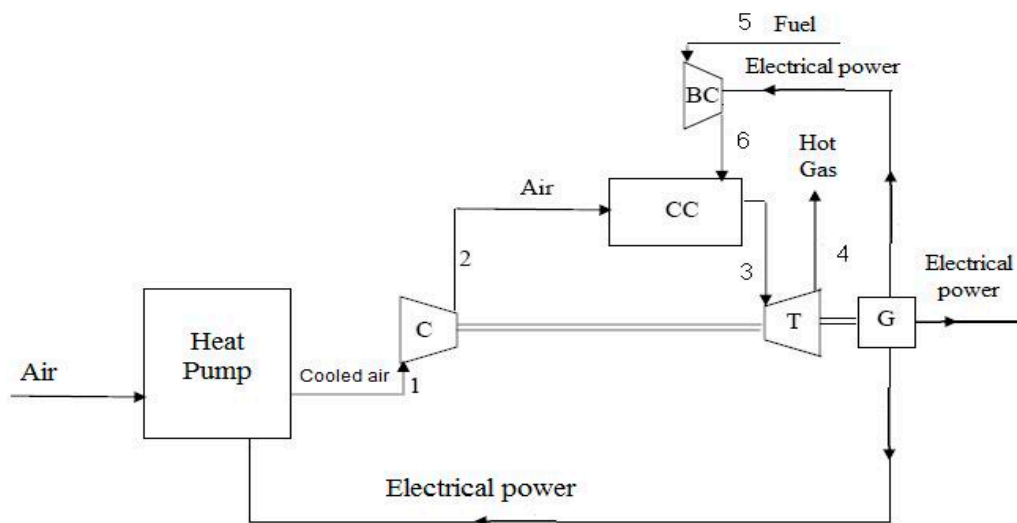 5 Fuel
Electrical power
BC
6
Hot
Gas
Air
CC
2
3
4
Electrical
power
Heat
Pump
C
T
G
Air
Cooled air
1
Electrical power